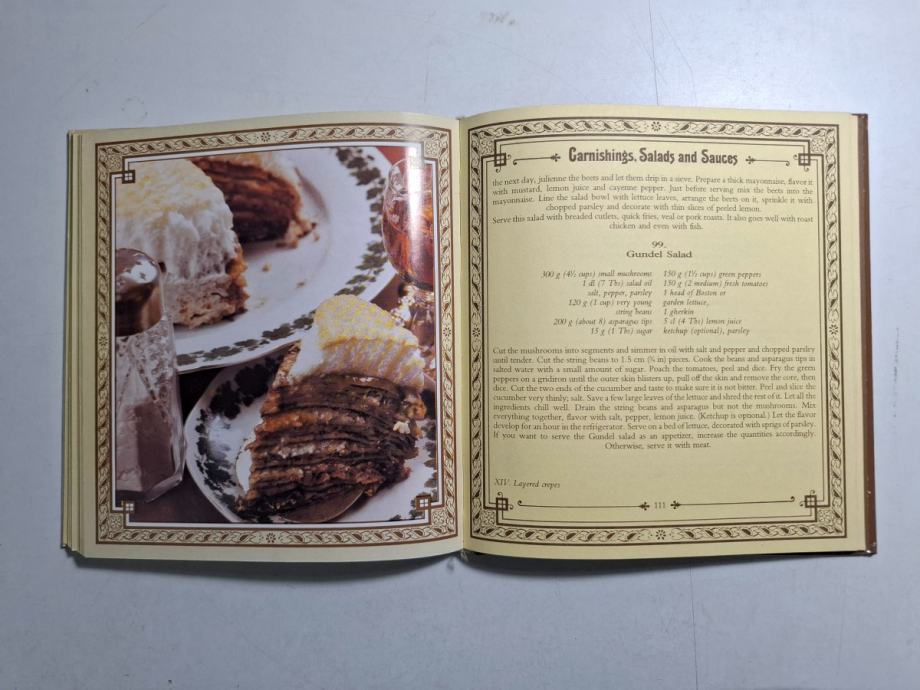 Garnishings, Salads and Sauces
the next day, julienne the beets and let them drip in a sieve. Prepare a thick mayonnaise, flavor it
with mustard, lemon juice and cayenne pepper. Just before serving mix the beets into the
mayonnaise. Line the salad bowl with lettuce leaves, arrange the beets on it, sprinkle it with
chopped parsley and decorate with thin slices of peeled lemon.
Serve this salad with breaded cutlets, quick fries, veal or pork roasts. It also goes well with roast
chicken and even with fish.
99.
Gundel Salad
300 g (4½ cups) small mushrooms
1 dl (7 Tbs) salad oil
salt, pepper, parsley
120 g (1 cup) very young
string beans
200 g (about 8) asparagus tips
15 g (1 Tbs) sugar
150 g (1½ cups) green peppers
150 g (2 medium) fresh tomatoes
1 head of Boston or
garden lettuce,
1 gherkin
5 cl (4 Tbs) lemon juice
ketchup (optional), parsley
Cut the mushrooms into segments and simmer in oil with salt and pepper and chopped parsley
until tender. Cut the string beans to 1.5 cm (¾ in) pieces. Cook the beans and asparagus tips in
salted water with a small amount of sugar. Poach the tomatoes, peel and dice. Fry the green
peppers on a gridiron until the outer skin blisters up, pull off the skin and remove the core, then
dice. Cut the two ends of the cucumber and taste to make sure it is not bitter. Peel and slice the
cucumber very thinly; salt. Save a few large leaves of the lettuce and shred the rest of it. Let all the
ingredients chill well. Drain the string beans and asparagus but not the mushrooms. Mix
everything together, flavor with salt, pepper, lemon juice. (Ketchup is optional.) Let the flavor
develop for an hour in the refrigerator. Serve on a bed of lettuce, decorated with sprigs of parsley.
If you want to serve the Gundel salad as an appetizer, increase the quantities accordingly.
Otherwise, serve it with meat.
XIV. Layered crepes
111